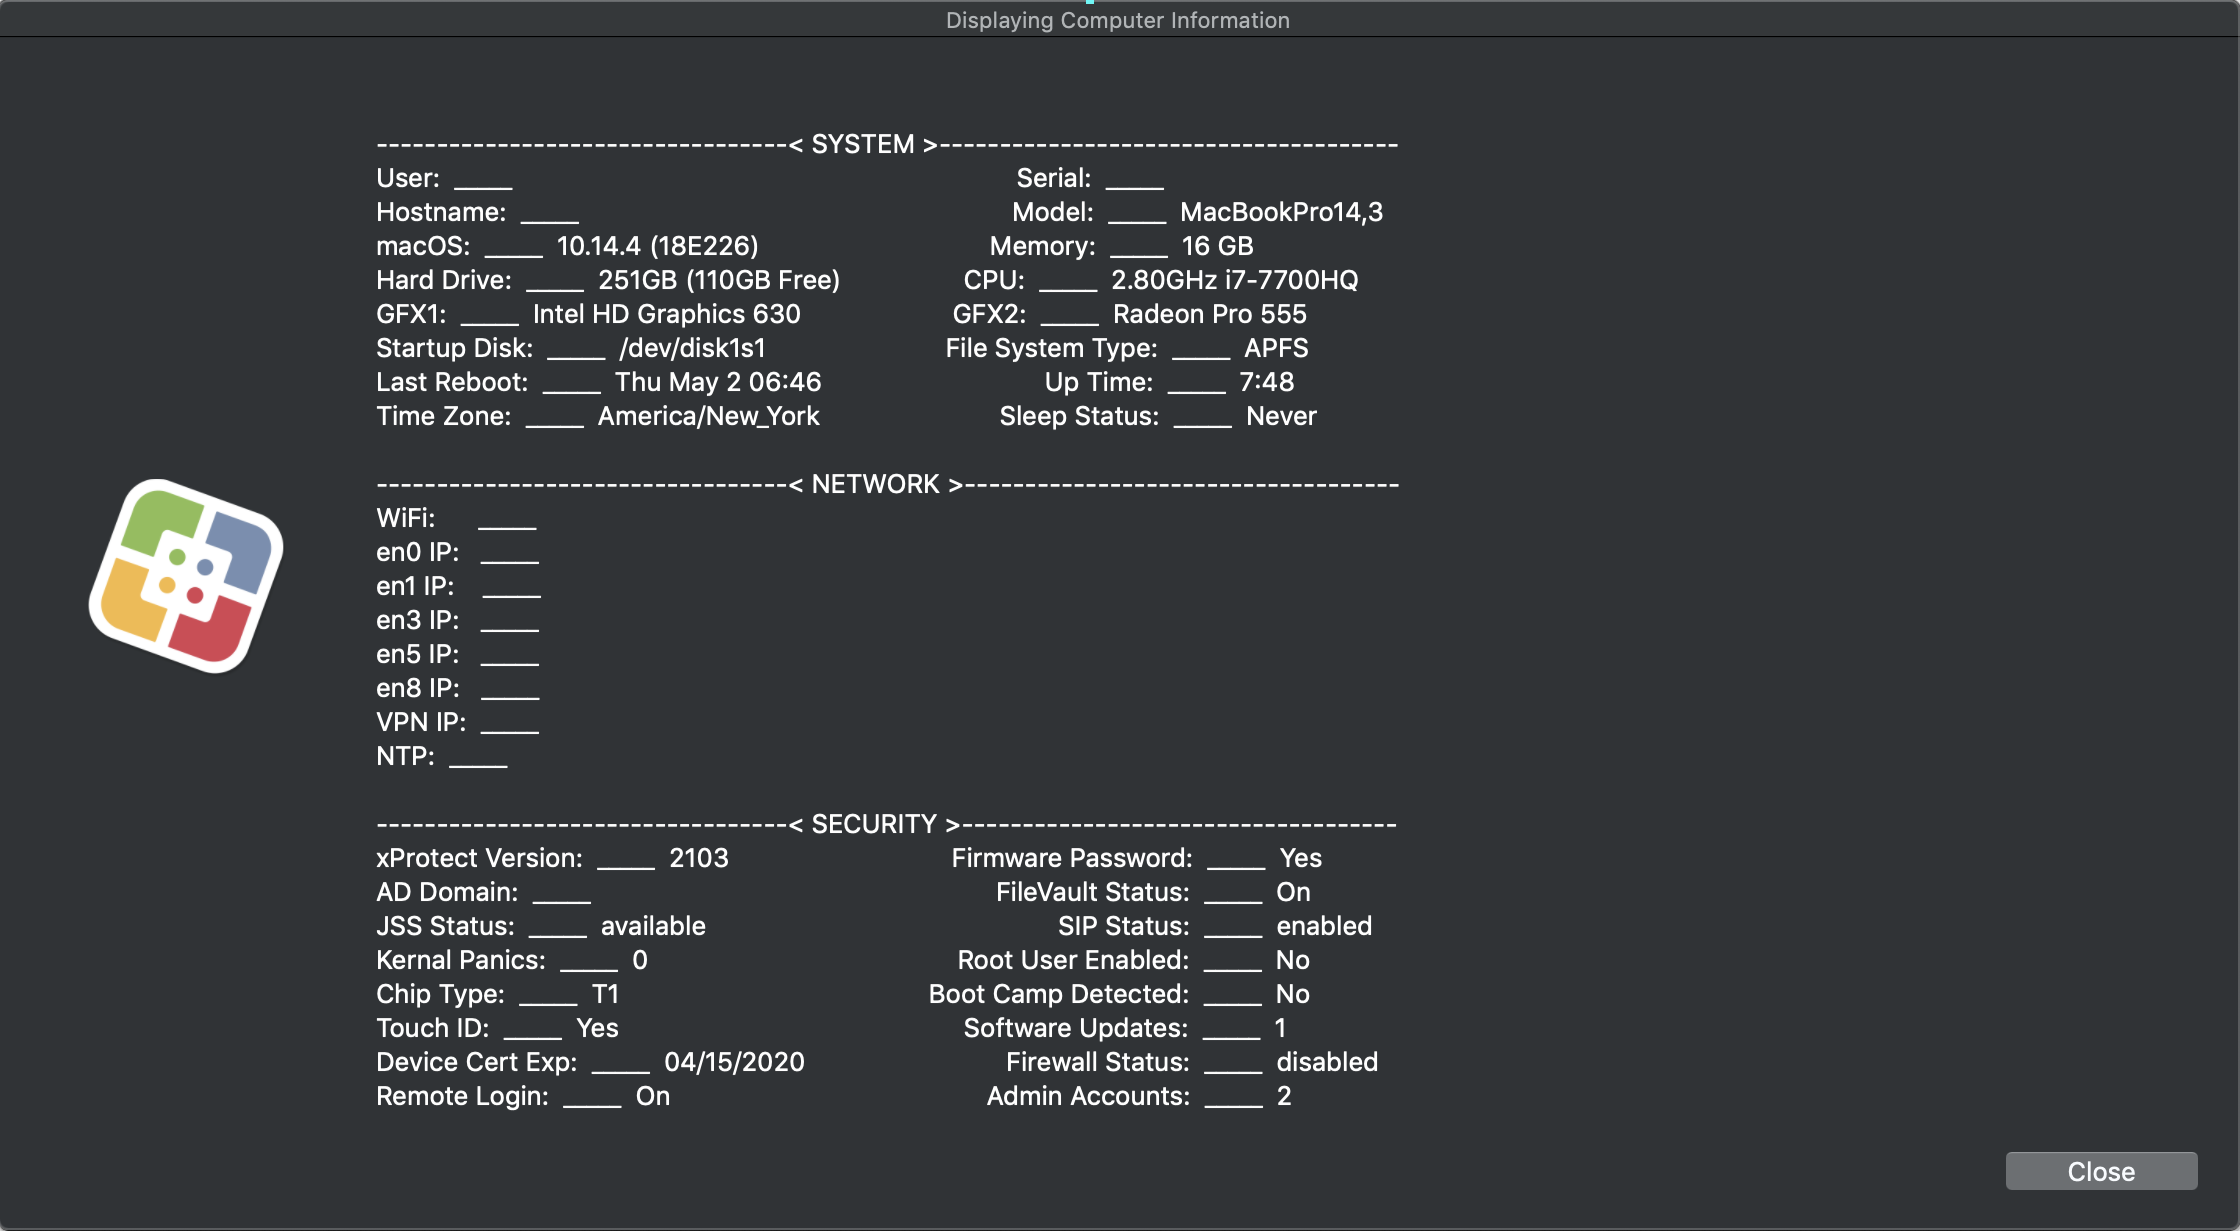 Displaying Computer Information
----------------------------------< SYSTEM >--------------------------------------
User: ____ Serial: ____
Hostname: ____ Model: ____ MacBookPro14,3
macOS: ____ 10.14.4 (18E226) Memory: ____ 16 GB
Hard Drive: ____ 251GB (110GB Free) CPU: ____ 2.80GHz i7-7700HQ
GFX1: ____ Intel HD Graphics 630 GFX2: ____ Radeon Pro 555
Startup Disk: ____ /dev/disk1s1 File System Type: ____ APFS
Last Reboot: ____ Thu May 2 06:46 Up Time: ____ 7:48
Time Zone: ____ America/New_York Sleep Status: ____ Never
----------------------------------< NETWORK >------------------------------------
WiFi: ____
en0 IP: ____
en1 IP: ____
en3 IP: ____
en5 IP: ____
en8 IP: ____
VPN IP: ____
NTP: ____
----------------------------------< SECURITY >------------------------------------
xProtect Version: ____ 2103 Firmware Password: ____ Yes
AD Domain: ____ FileVault Status: ____ On
JSS Status: ____ available SIP Status: ____ enabled
Kernal Panics: ____ 0 Root User Enabled: ____ No
Chip Type: ____ T1 Boot Camp Detected: ____ No
Touch ID: ____ Yes Software Updates: ____ 1
Device Cert Exp: ____ 04/15/2020 Firewall Status: ____ disabled
Remote Login: ____ On Admin Accounts: ____ 2
Close